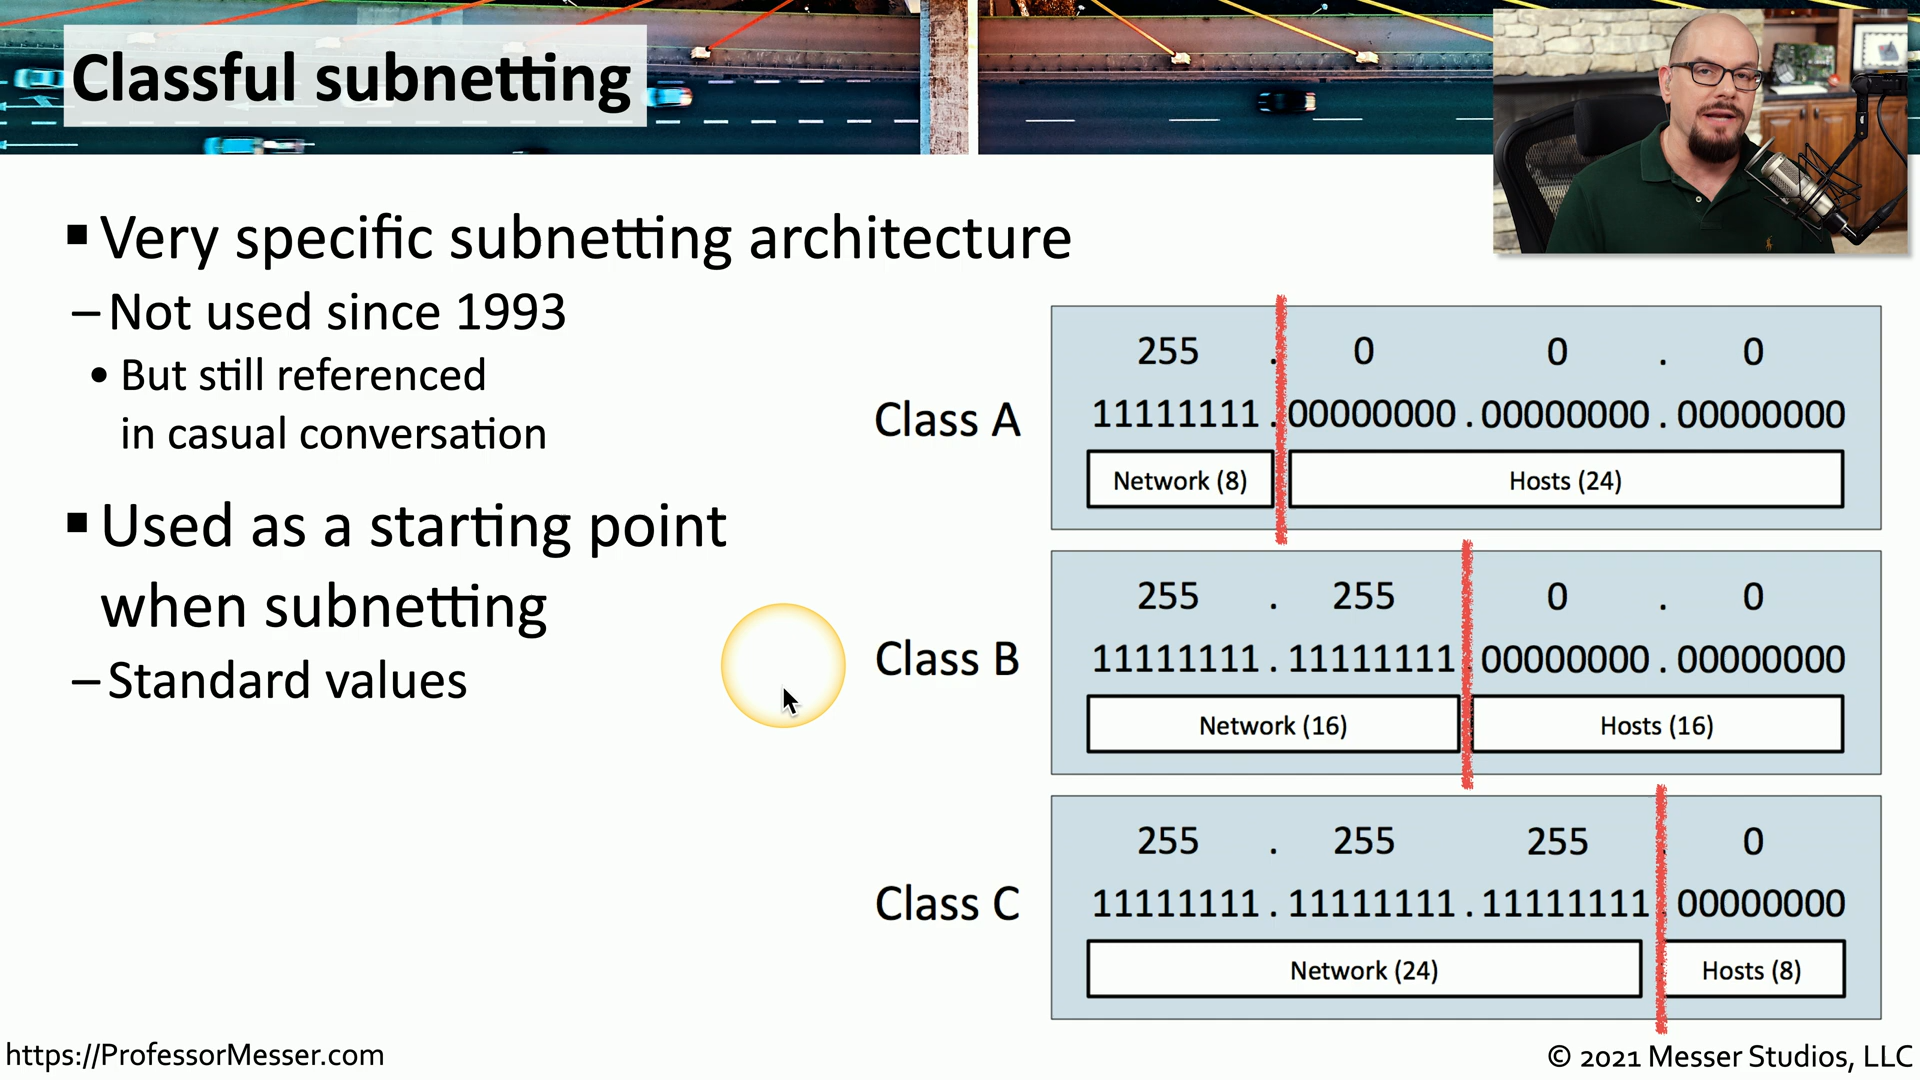 Classful subnetting
▪ Very specific subnetting architecture
– Not used since 1993
• But still referenced
in casual conversation
▪ Used as a starting point
when subnetting
– Standard values
Class A
255 . 0 0 . 0
11111111 . 00000000 . 00000000 . 00000000
Network (8) Hosts (24)
Class B
255 . 255 0 . 0
11111111 . 11111111 00000000 . 00000000
Network (16) Hosts (16)
Class C
255 . 255 255 . 0
11111111 . 11111111 . 11111111 . 00000000
Network (24) Hosts (8)
https://ProfessorMesser.com
© 2021 Messer Studios, LLC